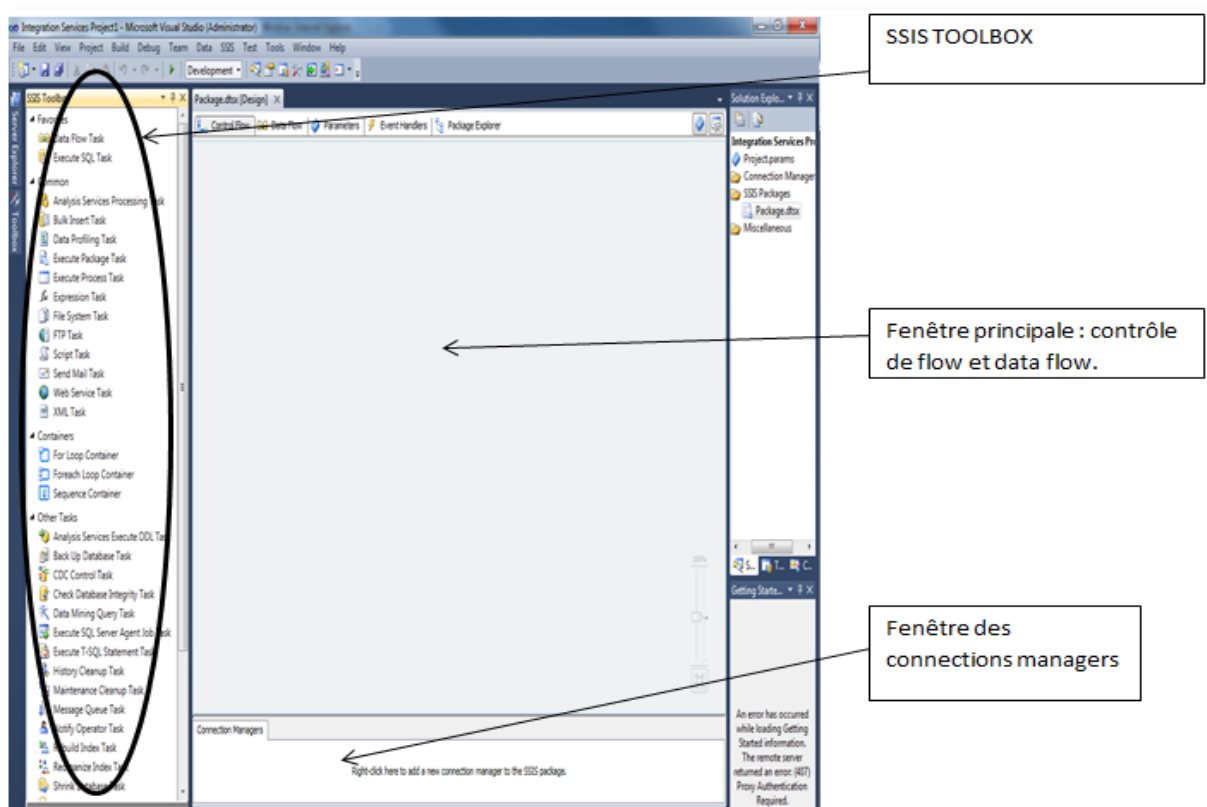 Integration Services Project1 - Microsoft Visual Studio (Administrator)
File Edit View Project Build Debug Team Data SSIS Test Tools Window Help
Development
SSIS Toolbox
Package.dtsx [Design]
Solution Explo...
Control Flow Data Flow Parameters Event Handlers Package Explorer
Server Explorer
Toolbox
Favorites
Data Flow Task
Execute SQL Task
Common
Analysis Services Processing Task
Bulk Insert Task
Data Profiling Task
Execute Package Task
Execute Process Task
Expression Task
File System Task
FTP Task
Script Task
Send Mail Task
Web Service Task
XML Task
Containers
For Loop Container
Foreach Loop Container
Sequence Container
Other Tasks
Analysis Services Execute DDL Ta
Back Up Database Task
CDC Control Task
Check Database Integrity Task
Data Mining Query Task
Execute SQL Server Agent Job Task
Execute T-SQL Statement Task
History Cleanup Task
Maintenance Cleanup Task
Message Queue Task
Notify Operator Task
Rebuild Index Task
Reorganize Index Task
Shrink Database Task
Integration Services Pr
Project.params
Connection Manager
SSIS Packages
Package.dtsx
Miscellaneous
100%
S... T... C...
Getting Starte...
An error has occurred
while loading Getting
Started information.
The remote server
returned an error: (407)
Proxy Authentication
Required.
Connection Managers
Right-click here to add a new connection manager to the SSIS package.
SSIS TOOLBOX
Fenêtre principale : contrôle
de flow et data flow.
Fenêtre des
connections managers